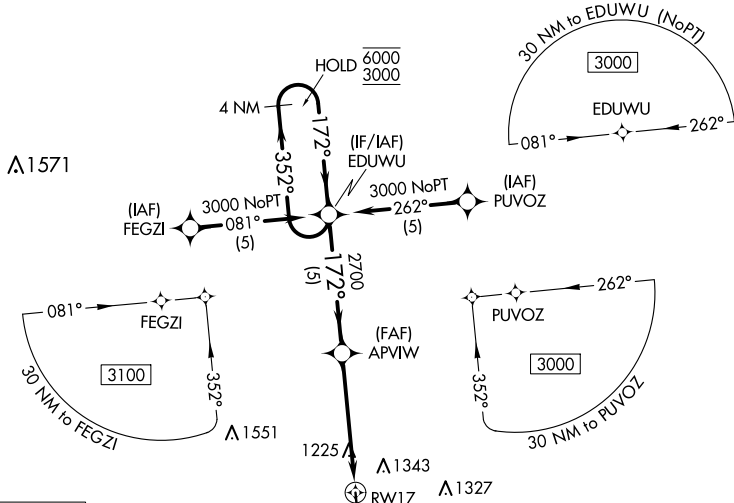 30 NM to EDUWU (NoPT)
3000
EDUWU
081°
262°
HOLD 6000
3000
4 NM
172°
352°
(IF/IAF)
EDUWU
1571
(IAF)
FEGZI
3000 NoPT
081°
(5)
3000 NoPT
262°
(5)
(IAF)
PUVOZ
2700
172°
(5)
(FAF)
APVIW
081°
FEGZI
3100
352°
30 NM to FEGZI
1551
262°
PUVOZ
3000
352°
30 NM to PUVOZ
1225
1343
1327
RW17